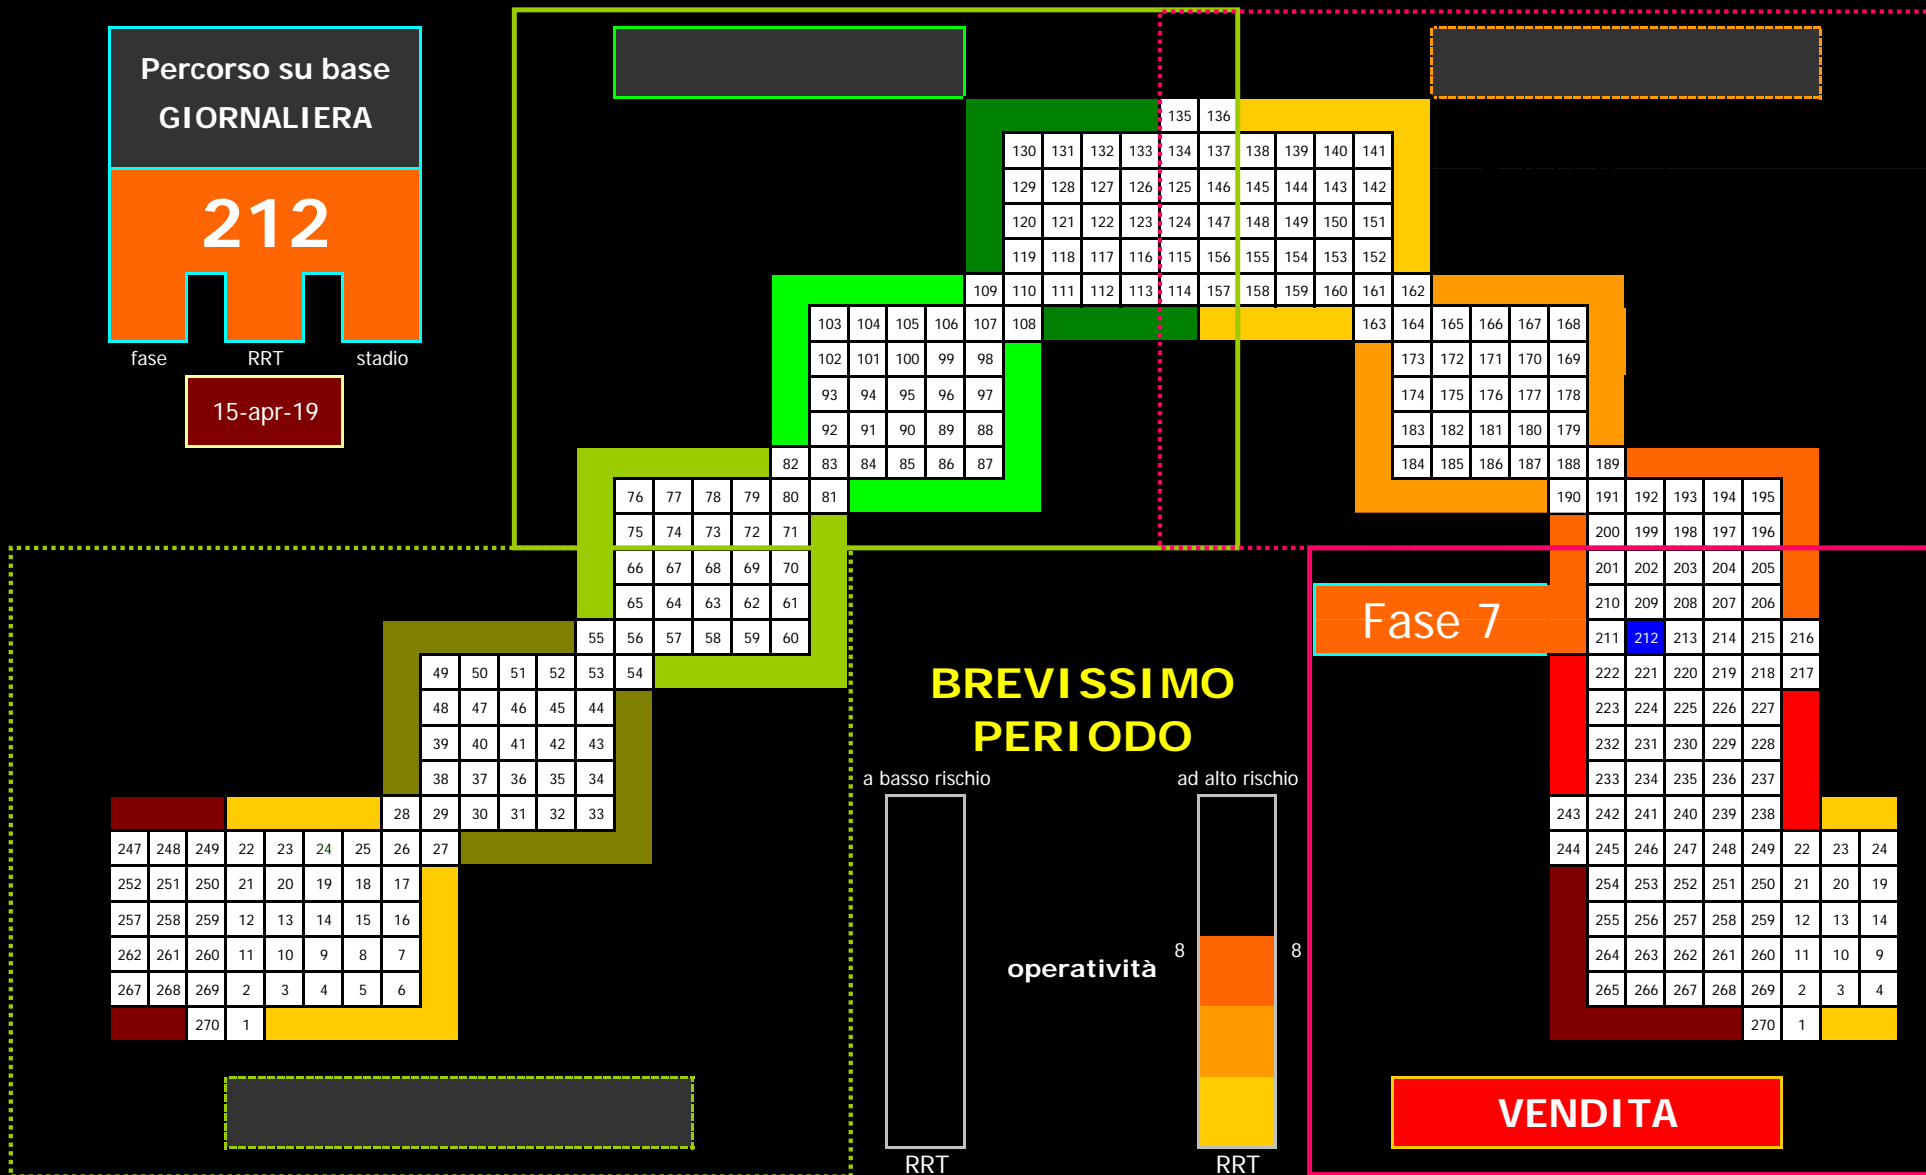 Percorso su base
GIORNALIERA
212
fase RRT stadio
15-apr-19
135 136
130 131 132 133 134 137 138 139 140 141
129 128 127 126 125 146 145 144 143 142
120 121 122 123 124 147 148 149 150 151
119 118 117 116 115 156 155 154 153 152
109 110 111 112 113 114 157 158 159 160 161 162
103 104 105 106 107 108 163 164 165 166 167 168
102 101 100 99 98 173 172 171 170 169
93 94 95 96 97 174 175 176 177 178
92 91 90 89 88 183 182 181 180 179
82 83 84 85 86 87 184 185 186 187 188 189
76 77 78 79 80 81 190 191 192 193 194 195
75 74 73 72 71 200 199 198 197 196
66 67 68 69 70 201 202 203 204 205
65 64 63 62 61 210 209 208 207 206
Fase 7
55 56 57 58 59 60 211 212 213 214 215 216
49 50 51 52 53 54 222 221 220 219 218 217
BREVISSIMO
PERIODO
48 47 46 45 44 223 224 225 226 227
39 40 41 42 43 232 231 230 229 228
38 37 36 35 34 233 234 235 236 237
a basso rischio ad alto rischio
28 29 30 31 32 33 243 242 241 240 239 238
247 248 249 22 23 24 25 26 27 244 245 246 247 248 249 22 23 24
252 251 250 21 20 19 18 17 254 253 252 251 250 21 20 19
257 258 259 12 13 14 15 16 255 256 257 258 259 12 13 14
262 261 260 11 10 9 8 7 264 263 262 261 260 11 10 9
8 8
operatività
267 268 269 2 3 4 5 6 265 266 267 268 269 2 3 4
270 1 270 1
VENDITA
RRT RRT